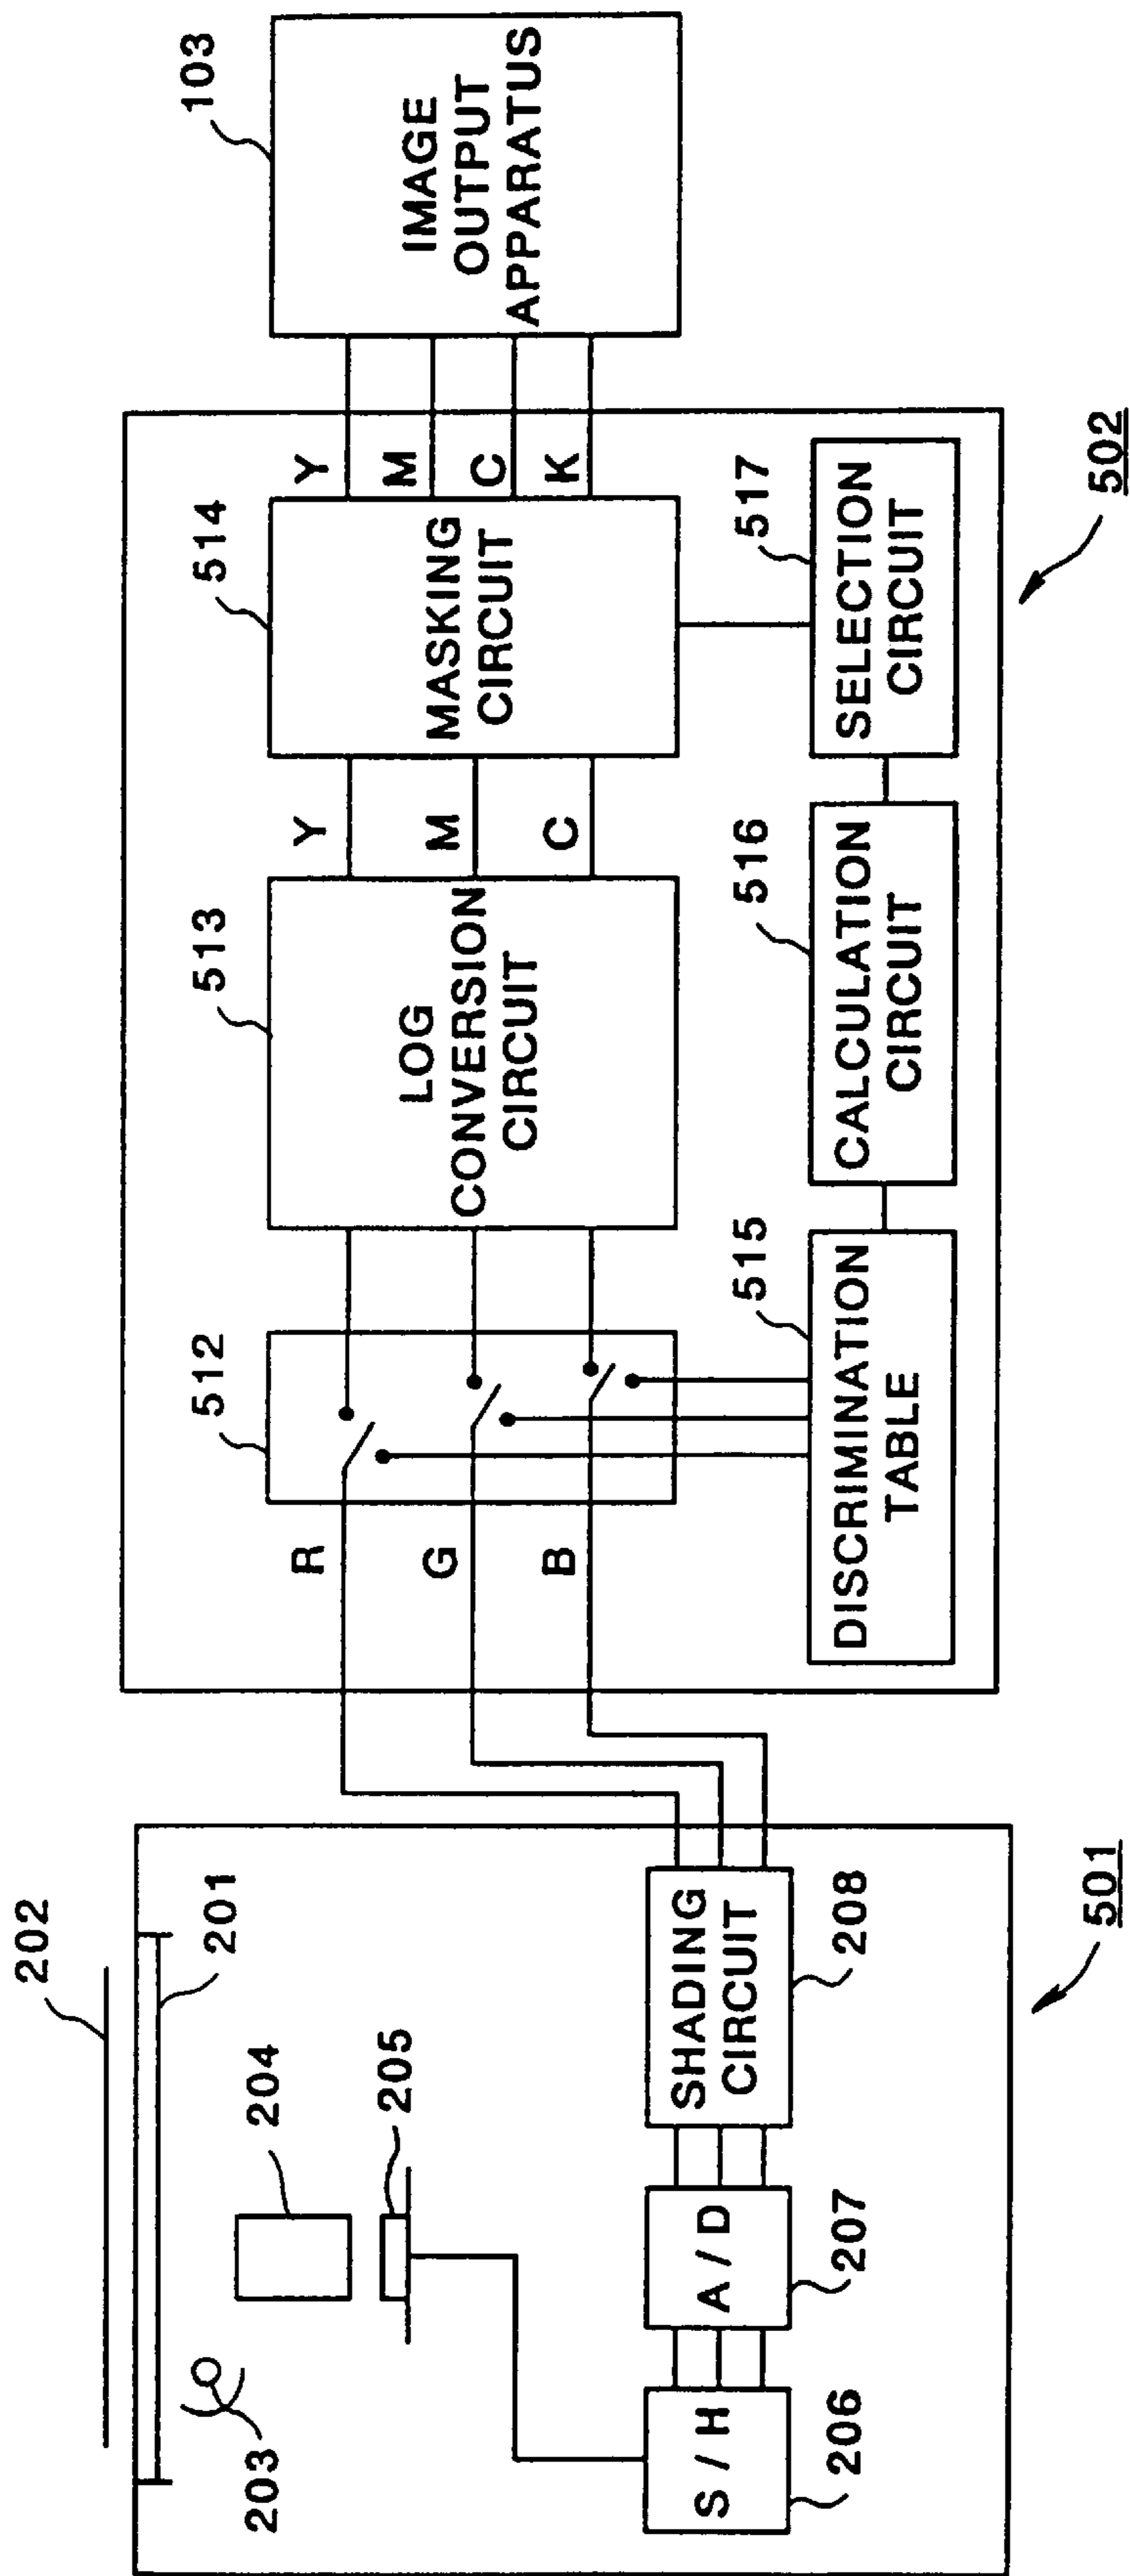 202
201
203
204
205
S / H
206
A / D
207
SHADING
CIRCUIT
208
501
R
G
B
512
LOG
CONVERSION
CIRCUIT
513
Y
M
C
MASKING
CIRCUIT
514
Y
M
C
K
IMAGE
OUTPUT
APPARATUS
103
DISCRIMINATION
TABLE
515
CALCULATION
CIRCUIT
516
SELECTION
CIRCUIT
517
502